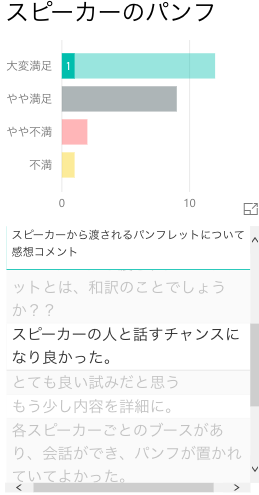 スピーカーのパンフ
大変満足
1
やや満足
やや不満
不満
0
10
スピーカーから渡されるパンフレットについて
感想コメント
ットとは、和訳のことでしょう
か？？
スピーカーの人と話すチャンスに
なり良かった。
とても良い試みだと思う
もう少し内容を詳細に。
各スピーカーごとのブースがあ
り、会話ができ、パンフが置かれ
ていてよかった。